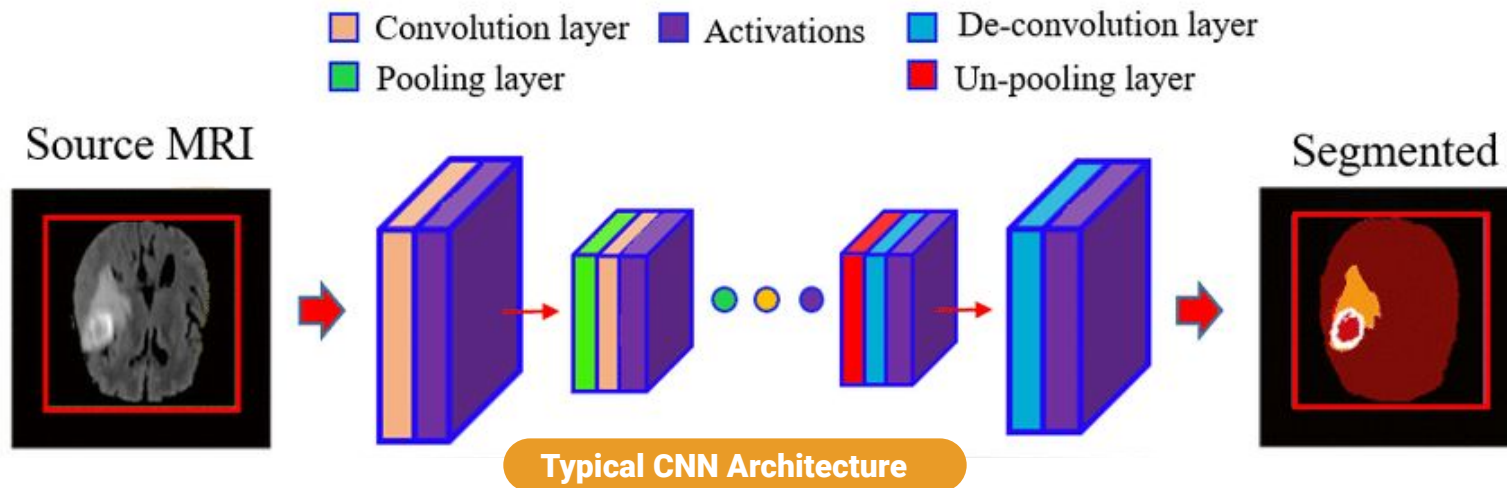 Convolution layer Activations De-convolution layer
Pooling layer Un-pooling layer
Source MRI
Segmented
Typical CNN Architecture